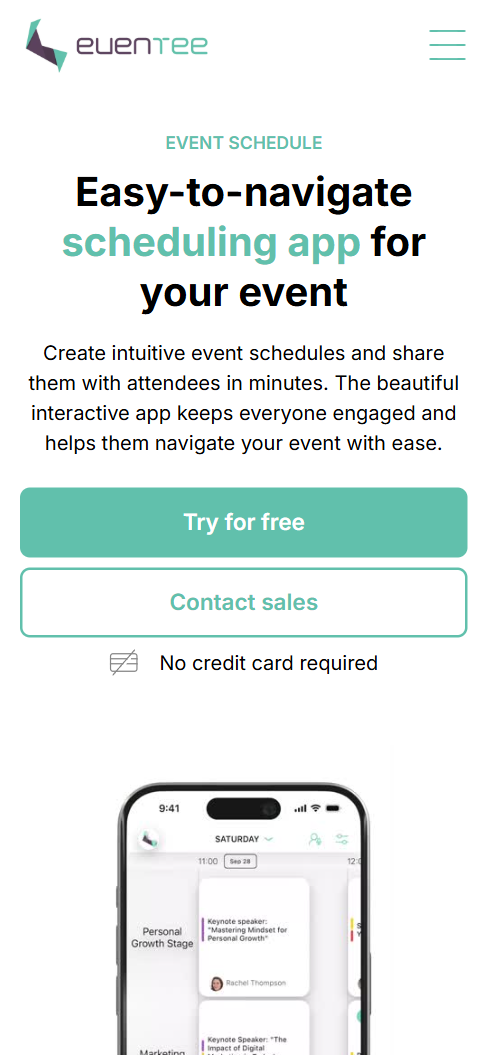 eventee
EVENT SCHEDULE
Easy-to-navigate
scheduling app for
your event
Create intuitive event schedules and share
them with attendees in minutes. The beautiful
interactive app keeps everyone engaged and
helps them navigate your event with ease.
Try for free
Contact sales
No credit card required
9:41
SATURDAY
11:00 Sep 28 12:0
Personal
Growth Stage
Keynote speaker:
"Mastering Mindset for
Personal Growth"
S
Y
Rachel Thompson
Marketing
Keynote Speaker: "The
Impact of Digital